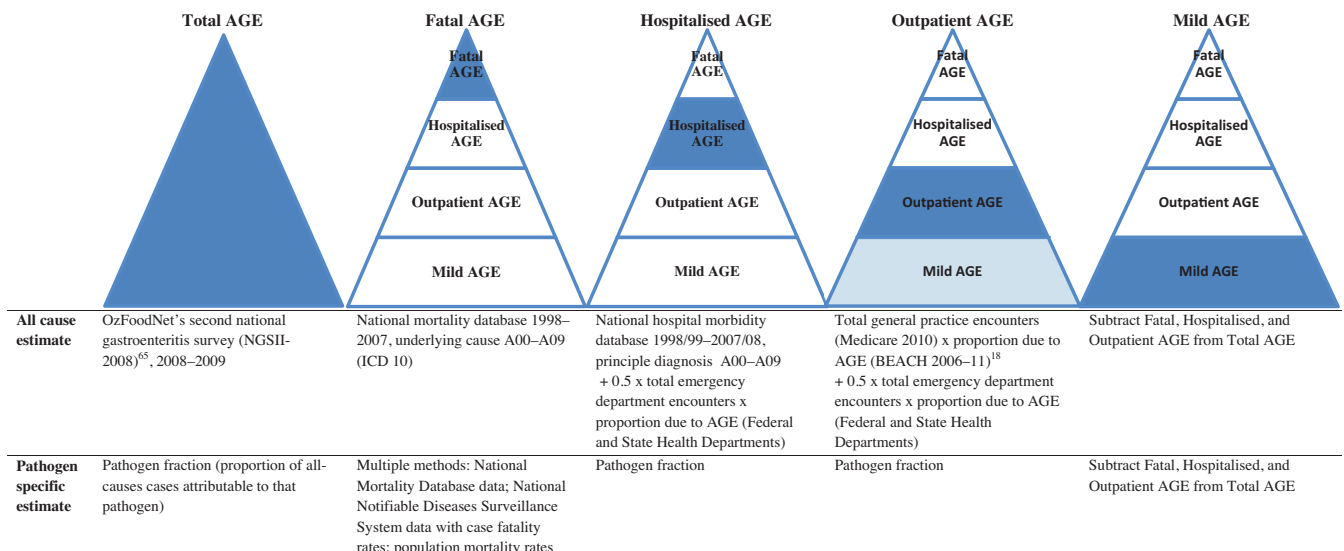 Total AGE
Fatal AGE
Hospitalised AGE
Outpatient AGE
Mild AGE
Fatal
AGE
Hospitalised
AGE
Outpatient AGE
Mild AGE
Fatal
AGE
Hospitalised
AGE
Outpatient AGE
Mild AGE
Fatal
AGE
Hospitalised
AGE
Outpatient AGE
Mild AGE
Fatal
AGE
Hospitalised
AGE
Outpatient AGE
Mild AGE
All cause
estimate
OzFoodNet's second national
gastroenteritis survey (NGSII-
2008)65, 2008–2009
National mortality database 1998–
2007, underlying cause A00–A09
(ICD 10)
National hospital morbidity
database 1998/99–2007/08,
principle diagnosis A00–A09
+ 0.5 x total emergency
department encounters x
proportion due to AGE (Federal
and State Health Departments)
Total general practice encounters
(Medicare 2010) x proportion due to
AGE (BEACH 2006–11)18
+ 0.5 x total emergency department
encounters x proportion due to AGE
(Federal and State Health
Departments)
Subtract Fatal, Hospitalised, and
Outpatient AGE from Total AGE
Pathogen
specific
estimate
Pathogen fraction (proportion of all-
causes cases attributable to that
pathogen)
Multiple methods: National
Mortality Database data; National
Notifiable Diseases Surveillance
System data with case fatality
rates; population mortality rates
Pathogen fraction
Pathogen fraction
Subtract Fatal, Hospitalised, and
Outpatient AGE from Total AGE